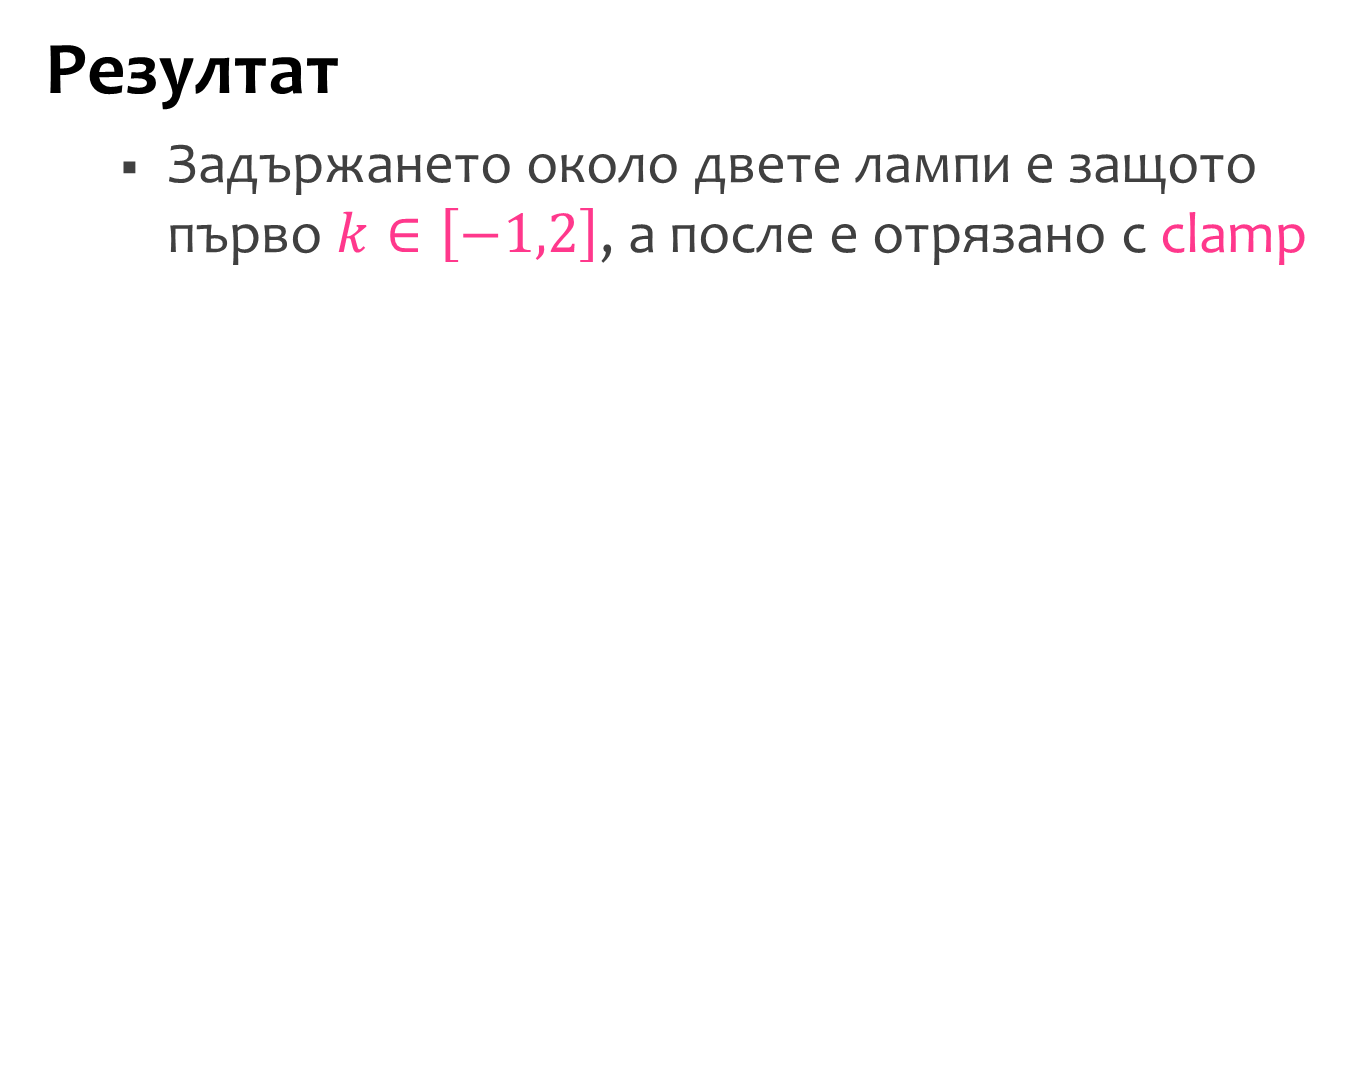 Резултат
▪ Задържането около двете лампи е защото
първо k ∈ [−1,2], а после е отрязано с clamp